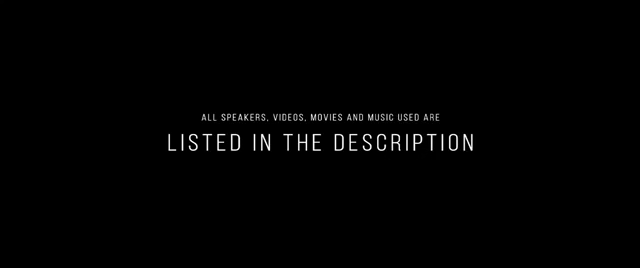 ALL SPEAKERS, VIDEOS, MOVIES AND MUSIC USED ARE
LISTED IN THE DESCRIPTION